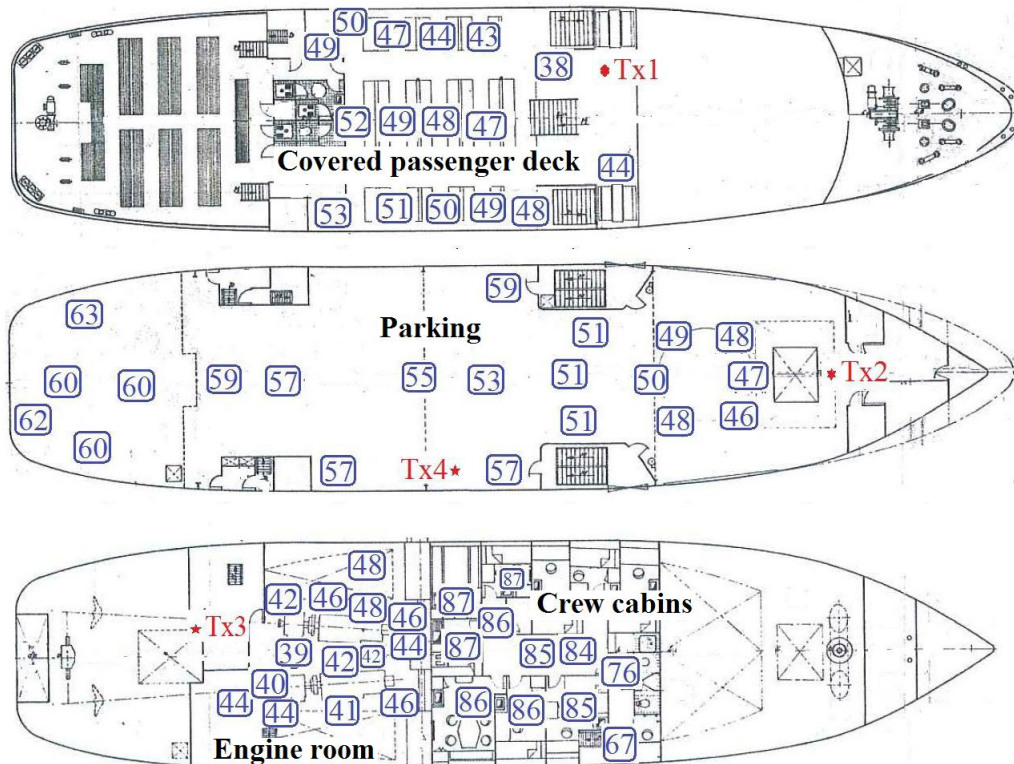 50 47 44 43
49
38 Tx1
52 49 48 47
Covered passenger deck
44
53 51 50 49 48
59
63
Parking
51 49 48
60 60 59 57 55 53 51 50 47 Tx2
62 51 48 46
60
57 Tx4 57
48
87
42 46 48 87 Crew cabins
46 86
Tx3
39 42 42 44 87 85 84
76
40
44 44 41 46 86 86 85
67
Engine room